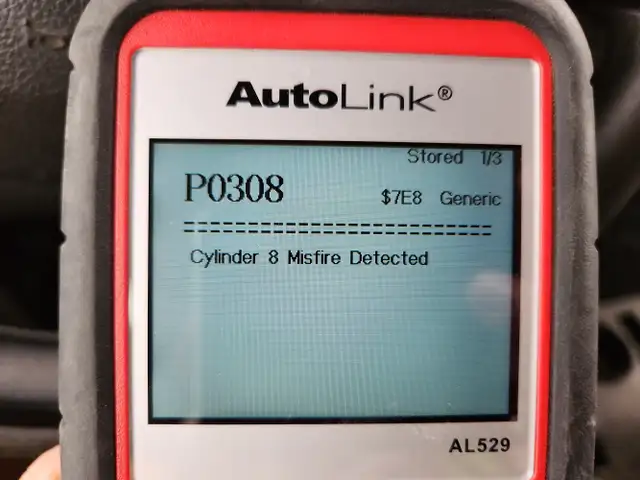 AutoLink®
Stored 1/3
P0308
$7E8 Generic
==============================
Cylinder 8 Misfire Detected
AL529